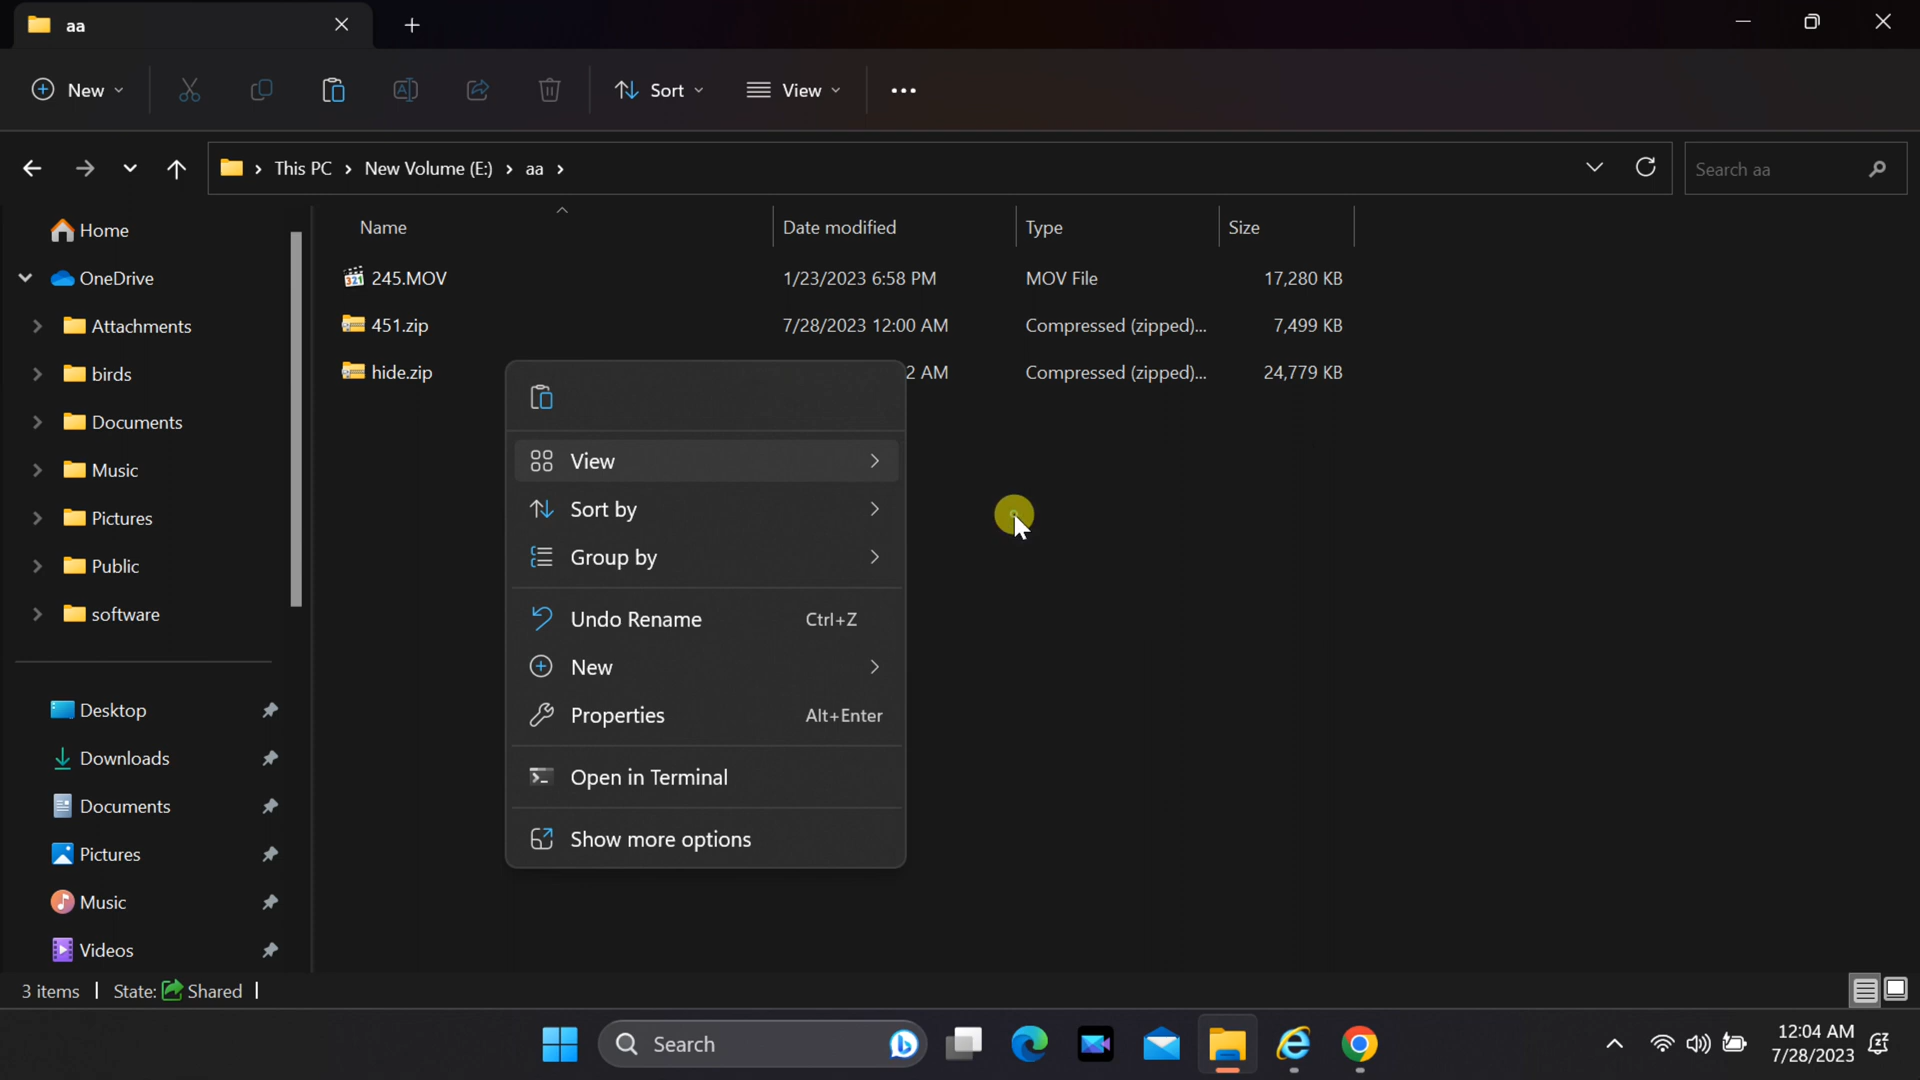 aa
New
Sort
View
This PC
New Volume (E:)
aa
Search aa
Name
Date modified
Type
Size
Home
OneDrive
Attachments
birds
Documents
Music
Pictures
Public
software
Desktop
Downloads
Documents
Pictures
Music
Videos
245.MOV 1/23/2023 6:58 PM MOV File 17,280 KB
451.zip 7/28/2023 12:00 AM Compressed (zipped)... 7,499 KB
hide.zip 2 AM Compressed (zipped)... 24,779 KB
View
Sort by
Group by
Undo Rename Ctrl+Z
New
Properties Alt+Enter
Open in Terminal
Show more options
3 items
State: Shared
Search
12:04 AM
7/28/2023